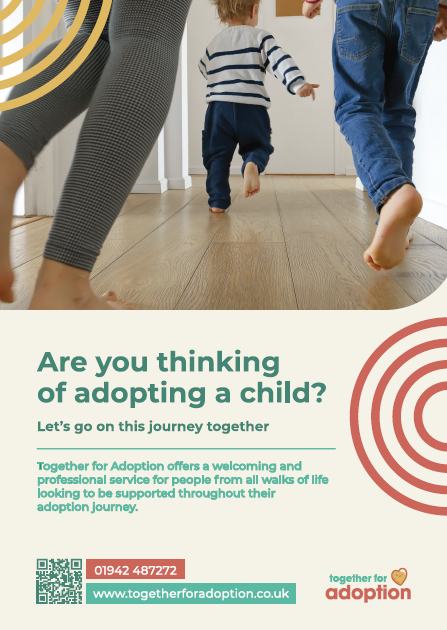 Are you thinking
of adopting a child?
Let's go on this journey together
Together for Adoption offers a welcoming and
professional service for people from all walks of life
looking to be supported throughout their
adoption journey.
01942 487272
www.togetherforadoption.co.uk
together for
adoption